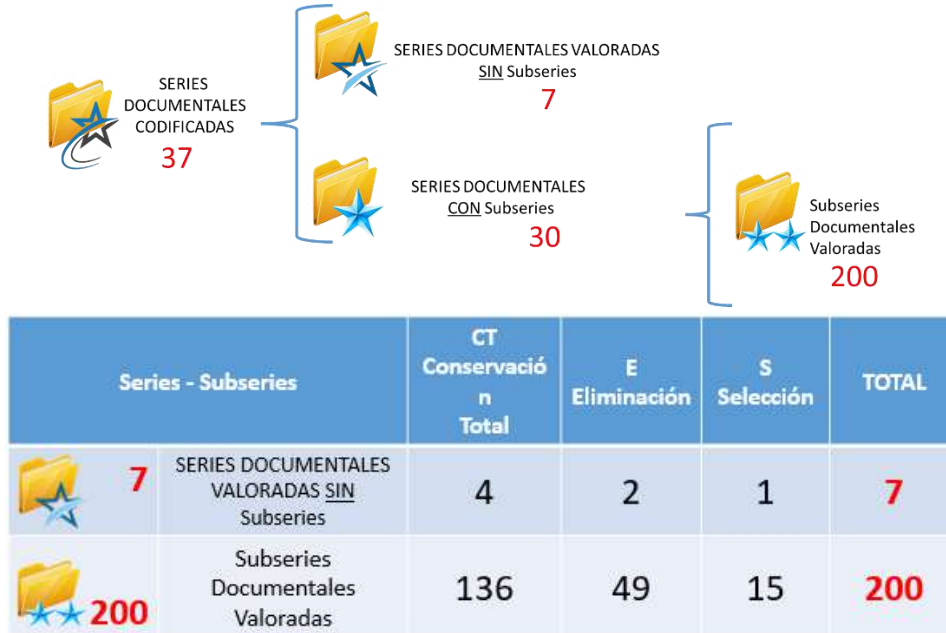 SERIES DOCUMENTALES VALORADAS
SIN Subseries
7
SERIES
DOCUMENTALES
CODIFICADAS
37
SERIES DOCUMENTALES
CON Subseries
30
Subseries
Documentales
Valoradas
200
Series - Subseries
CT
Conservació
n
Total
E
Eliminación
S
Selección
TOTAL
7
SERIES DOCUMENTALES
VALORADAS SIN
Subseries
4
2
1
7
200
Subseries
Documentales
Valoradas
136
49
15
200